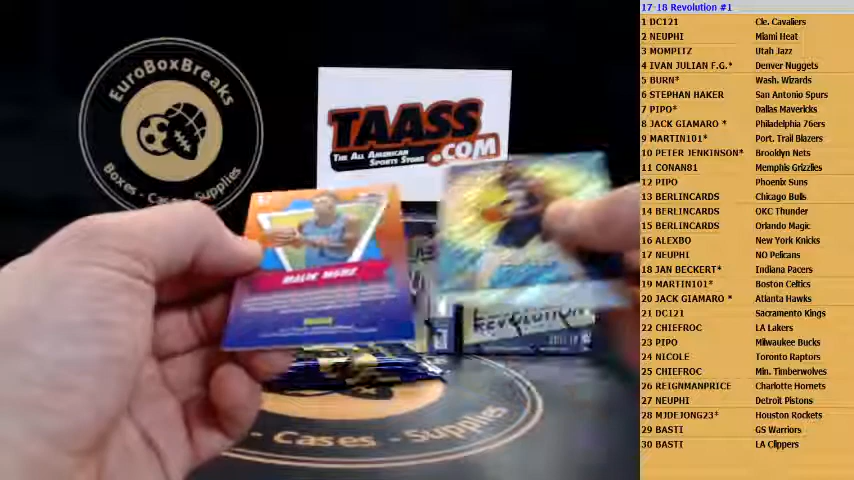 17-18 Revolution #1
1 DC121 Cle. Cavaliers
2 NEUPHI Miami Heat
3 MOMPITZ Utah Jazz
4 IVAN JULIAN F.G.* Denver Nuggets
5 BURN* Wash. Wizards
6 STEPHAN HAKER San Antonio Spurs
7 PIPO* Dallas Mavericks
8 JACK GIAMARO * Philadelphia 76ers
9 MARTIN101* Port. Trail Blazers
10 PETER JENKINSON* Brooklyn Nets
11 CONAN81 Memphis Grizzlies
12 PIPO Phoenix Suns
13 BERLINCARDS Chicago Bulls
14 BERLINCARDS OKC Thunder
15 BERLINCARDS Orlando Magic
16 ALEXBO New York Knicks
17 NEUPHI NO Pelicans
18 JAN BECKERT* Indiana Pacers
19 MARTIN101* Boston Celtics
20 JACK GIAMARO * Atlanta Hawks
21 DC121 Sacramento Kings
22 CHIEFROC LA Lakers
23 PIPO Milwaukee Bucks
24 NICOLE Toronto Raptors
25 CHIEFROC Min. Timberwolves
26 REIGNMANPRICE Charlotte Hornets
27 NEUPHI Detroit Pistons
28 MJDEJONG23* Houston Rockets
29 BASTI GS Warriors
30 BASTI LA Clippers
EuroBoxBreaks
Boxes - Cases - Supplies
TAASS
THE ALL AMERICAN
SPORTS STORE
.COM
MALIK MONK
REVOLUTION
- Cases - Supplies